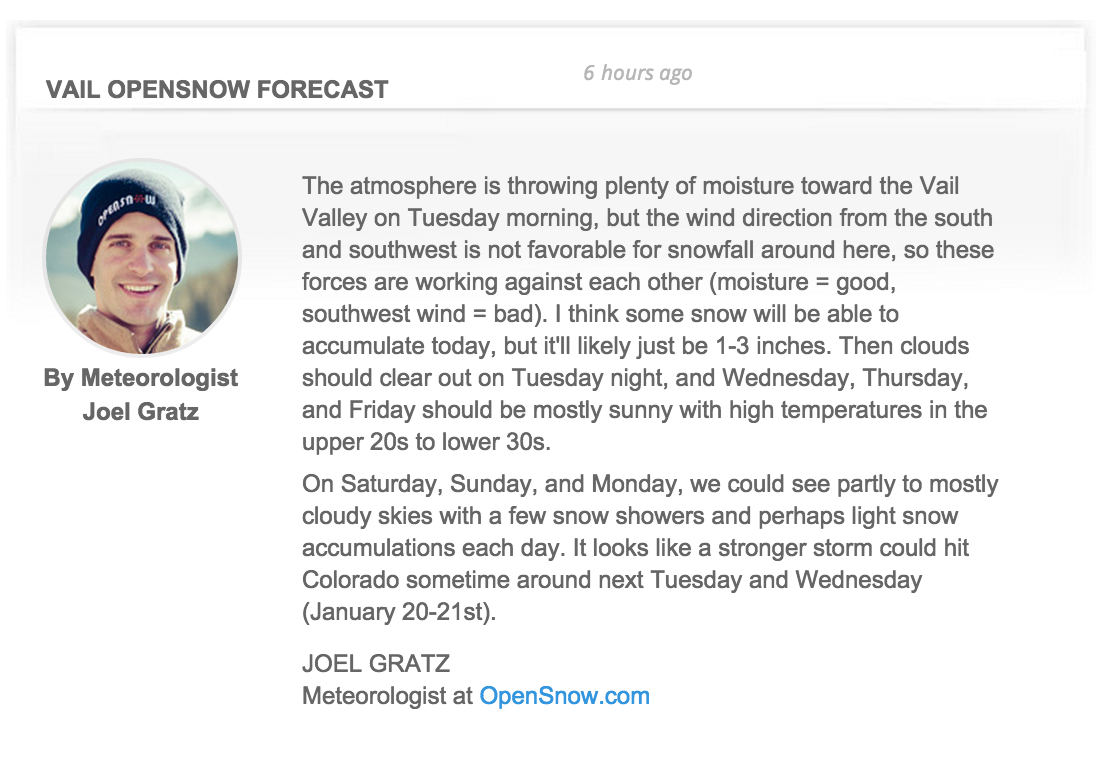 6 hours ago
VAIL OPENSNOW FORECAST
OPENSNOW
By Meteorologist
Joel Gratz
The atmosphere is throwing plenty of moisture toward the Vail
Valley on Tuesday morning, but the wind direction from the south
and southwest is not favorable for snowfall around here, so these
forces are working against each other (moisture = good,
southwest wind = bad). I think some snow will be able to
accumulate today, but it'll likely just be 1-3 inches. Then clouds
should clear out on Tuesday night, and Wednesday, Thursday,
and Friday should be mostly sunny with high temperatures in the
upper 20s to lower 30s.
On Saturday, Sunday, and Monday, we could see partly to mostly
cloudy skies with a few snow showers and perhaps light snow
accumulations each day. It looks like a stronger storm could hit
Colorado sometime around next Tuesday and Wednesday
(January 20-21st).
JOEL GRATZ
Meteorologist at OpenSnow.com